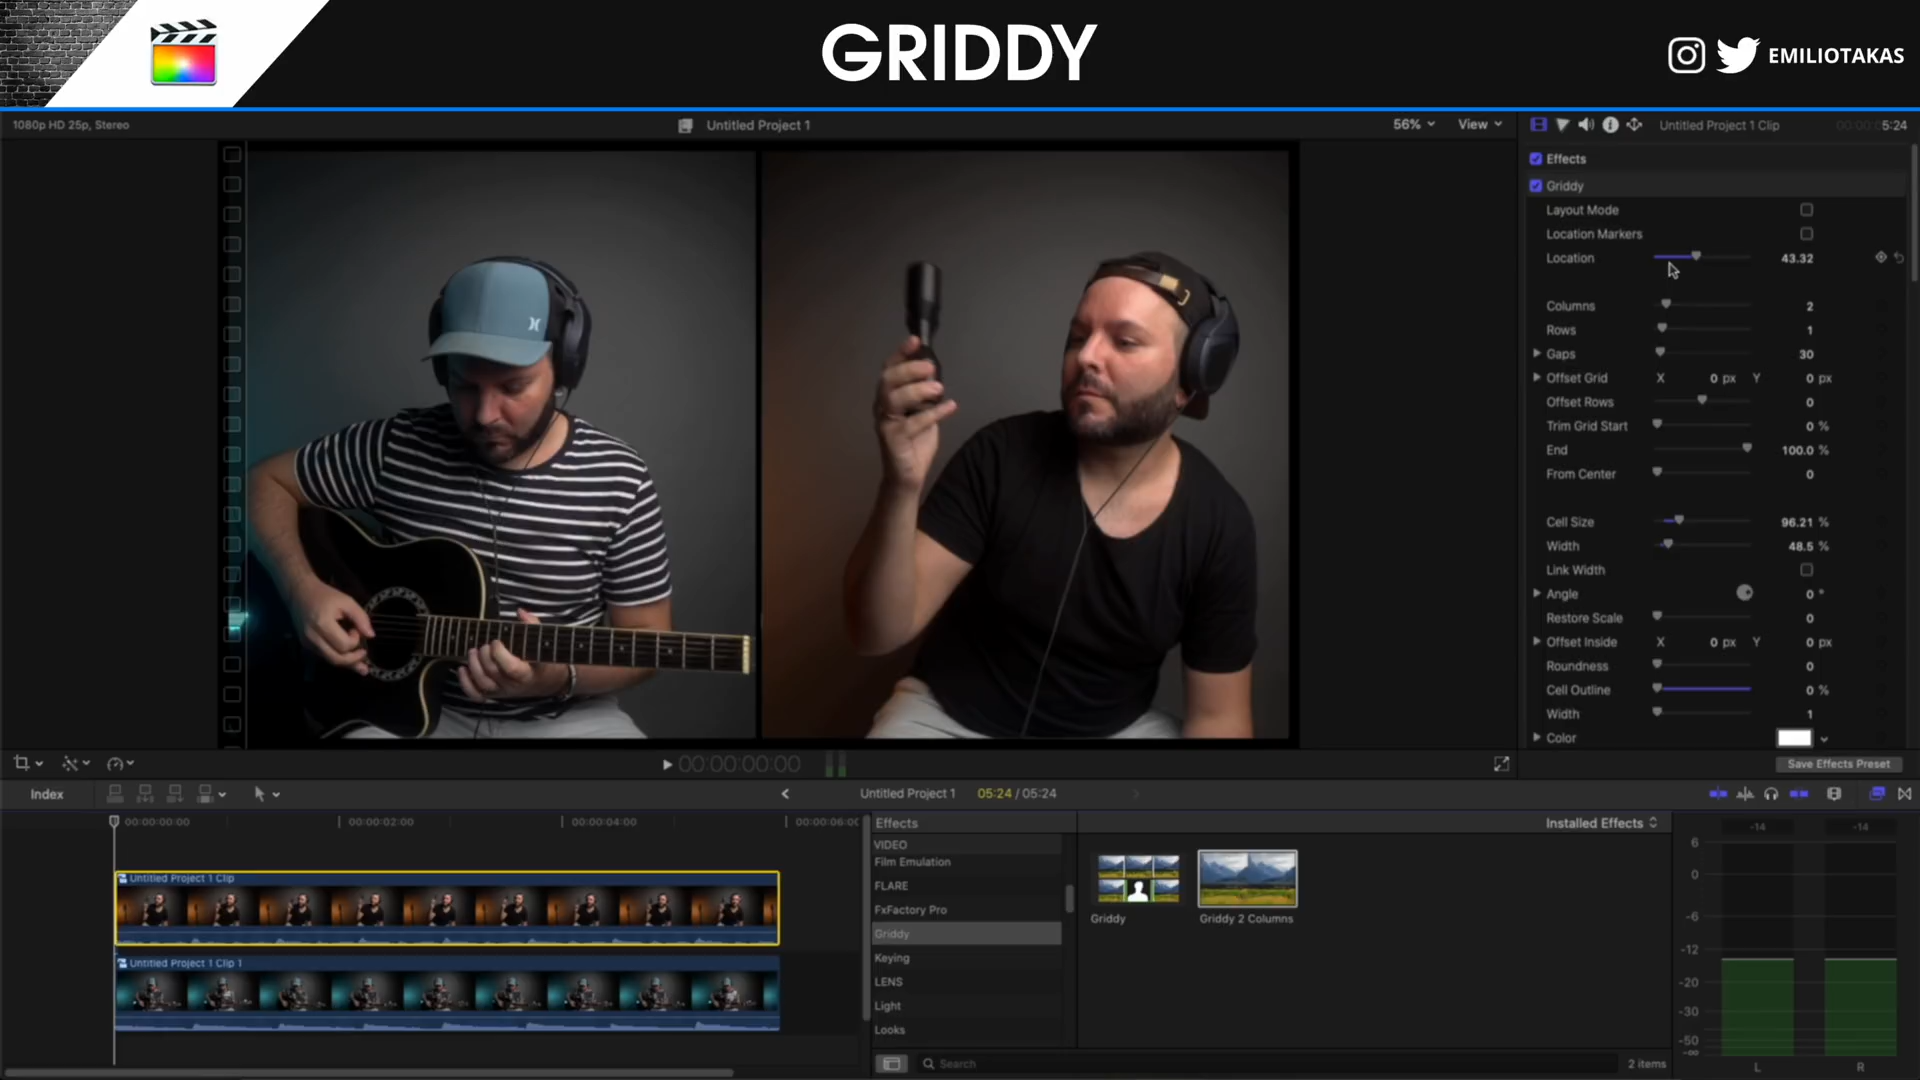 GRIDDY
EMILIOTAKAS
1080p HD 25p, Stereo
Untitled Project 1
56%
View
Untitled Project 1 Clip
5:24
Effects
Griddy
Layout Mode
Location Markers
Location 43.32
Columns 2
Rows 1
Gaps 30
Offset Grid X 0 px Y 0 px
Offset Rows 0
Trim Grid Start 0 %
End 100.0 %
From Center 0
Cell Size 96.21 %
Width 48.5 %
Link Width
Angle 0 °
Restore Scale 0
Offset Inside X 0 px Y 0 px
Roundness 0
Cell Outline 0 %
Width 1
Color
Save Effects Preset
00:00:00:00
Index
Untitled Project 1
05:24 / 05:24
00:00:00:00
00:00:02:00
00:00:04:00
00:00:06:0
Untitled Project 1 Clip
Untitled Project 1 Clip 1
Effects
Installed Effects
VIDEO
Film Emulation
FLARE
FxFactory Pro
Griddy
Keying
LENS
Light
Looks
Griddy
Griddy 2 Columns
Search
2 items
-14
-14
6
0
-6
-12
-20
-30
-50
-∞
L
R